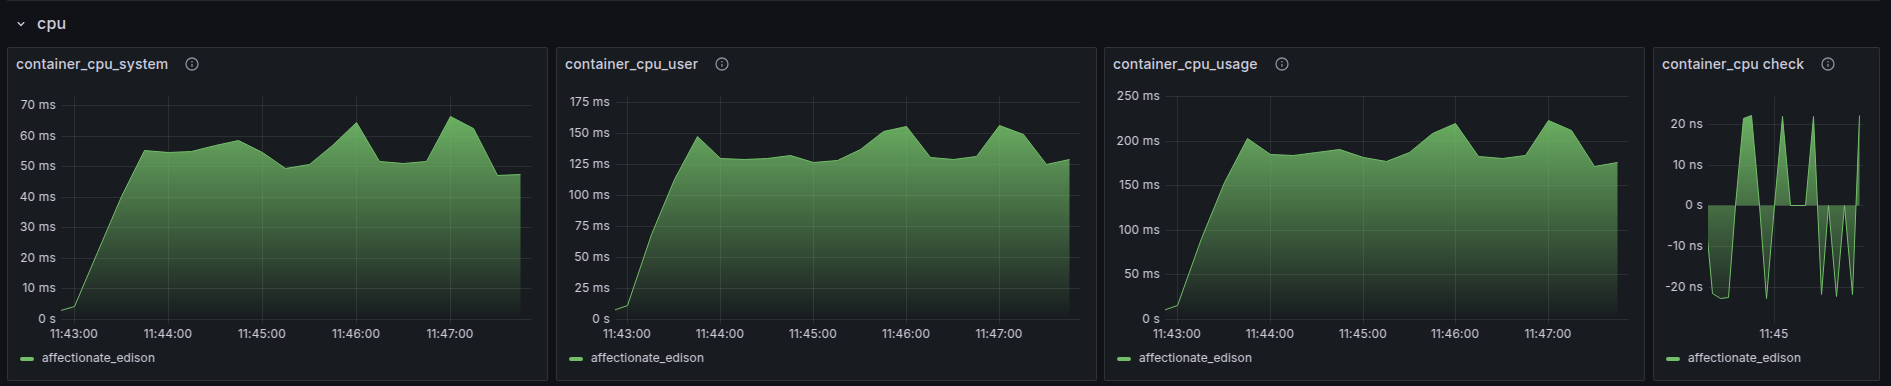 cpu
container_cpu_system
70 ms
60 ms
50 ms
40 ms
30 ms
20 ms
10 ms
0 s
11:43:00 11:44:00 11:45:00 11:46:00 11:47:00
affectionate_edison
container_cpu_user
175 ms
150 ms
125 ms
100 ms
75 ms
50 ms
25 ms
0 s
11:43:00 11:44:00 11:45:00 11:46:00 11:47:00
affectionate_edison
container_cpu_usage
250 ms
200 ms
150 ms
100 ms
50 ms
0 s
11:43:00 11:44:00 11:45:00 11:46:00 11:47:00
affectionate_edison
container_cpu check
20 ns
10 ns
0 s
-10 ns
-20 ns
11:45
affectionate_edison